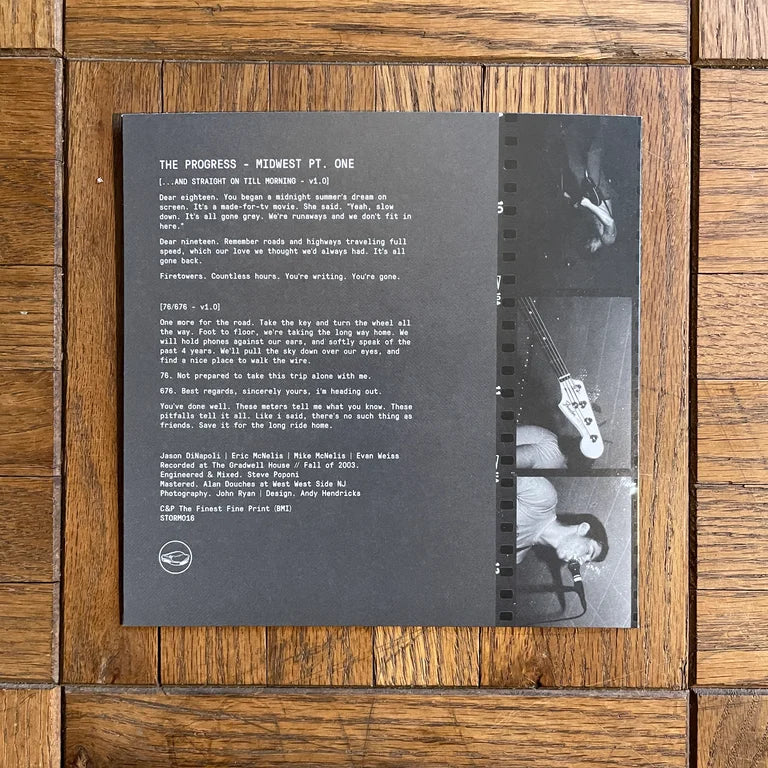 THE PROGRESS - MIDWEST PT. ONE
[...AND STRAIGHT ON TILL MORNING - v1.0]
Dear eighteen. You began a midnight summer's dream on
screen. It's a made-for-tv movie. She said. "Yeah, slow
down. It's all gone grey. We're runaways and we don't fit in
here."
Dear nineteen. Remember roads and highways traveling full
speed, which our love we thought we'd always had. It's all
gone back.
Firetowers. Countless hours. You're writing. You're gone.
[76/676 - v1.0]
One more for the road. Take the key and turn the wheel all
the way. Foot to floor, we're taking the long way home. We
will hold phones against our ears, and softly speak of the
past 4 years. We'll pull the sky down over our eyes, and
find a nice place to walk the wire.
76. Not prepared to take this trip alone with me.
676. Best regards, sincerely yours, i'm heading out.
You've done well. These meters tell me what you know. These
pitfalls tell it all. Like i said, there's no such thing as
friends. Save it for the long ride home.
Jason DiNapoli | Eric McNelis | Mike McNelis | Evan Weiss
Recorded at The Gradwell House // Fall of 2003.
Engineered & Mixed. Steve Poponi
Mastered. Alan Douches at West West Side NJ
Photography. John Ryan | Design. Andy Hendricks
C&P The Finest Fine Print (BMI)
STORM016